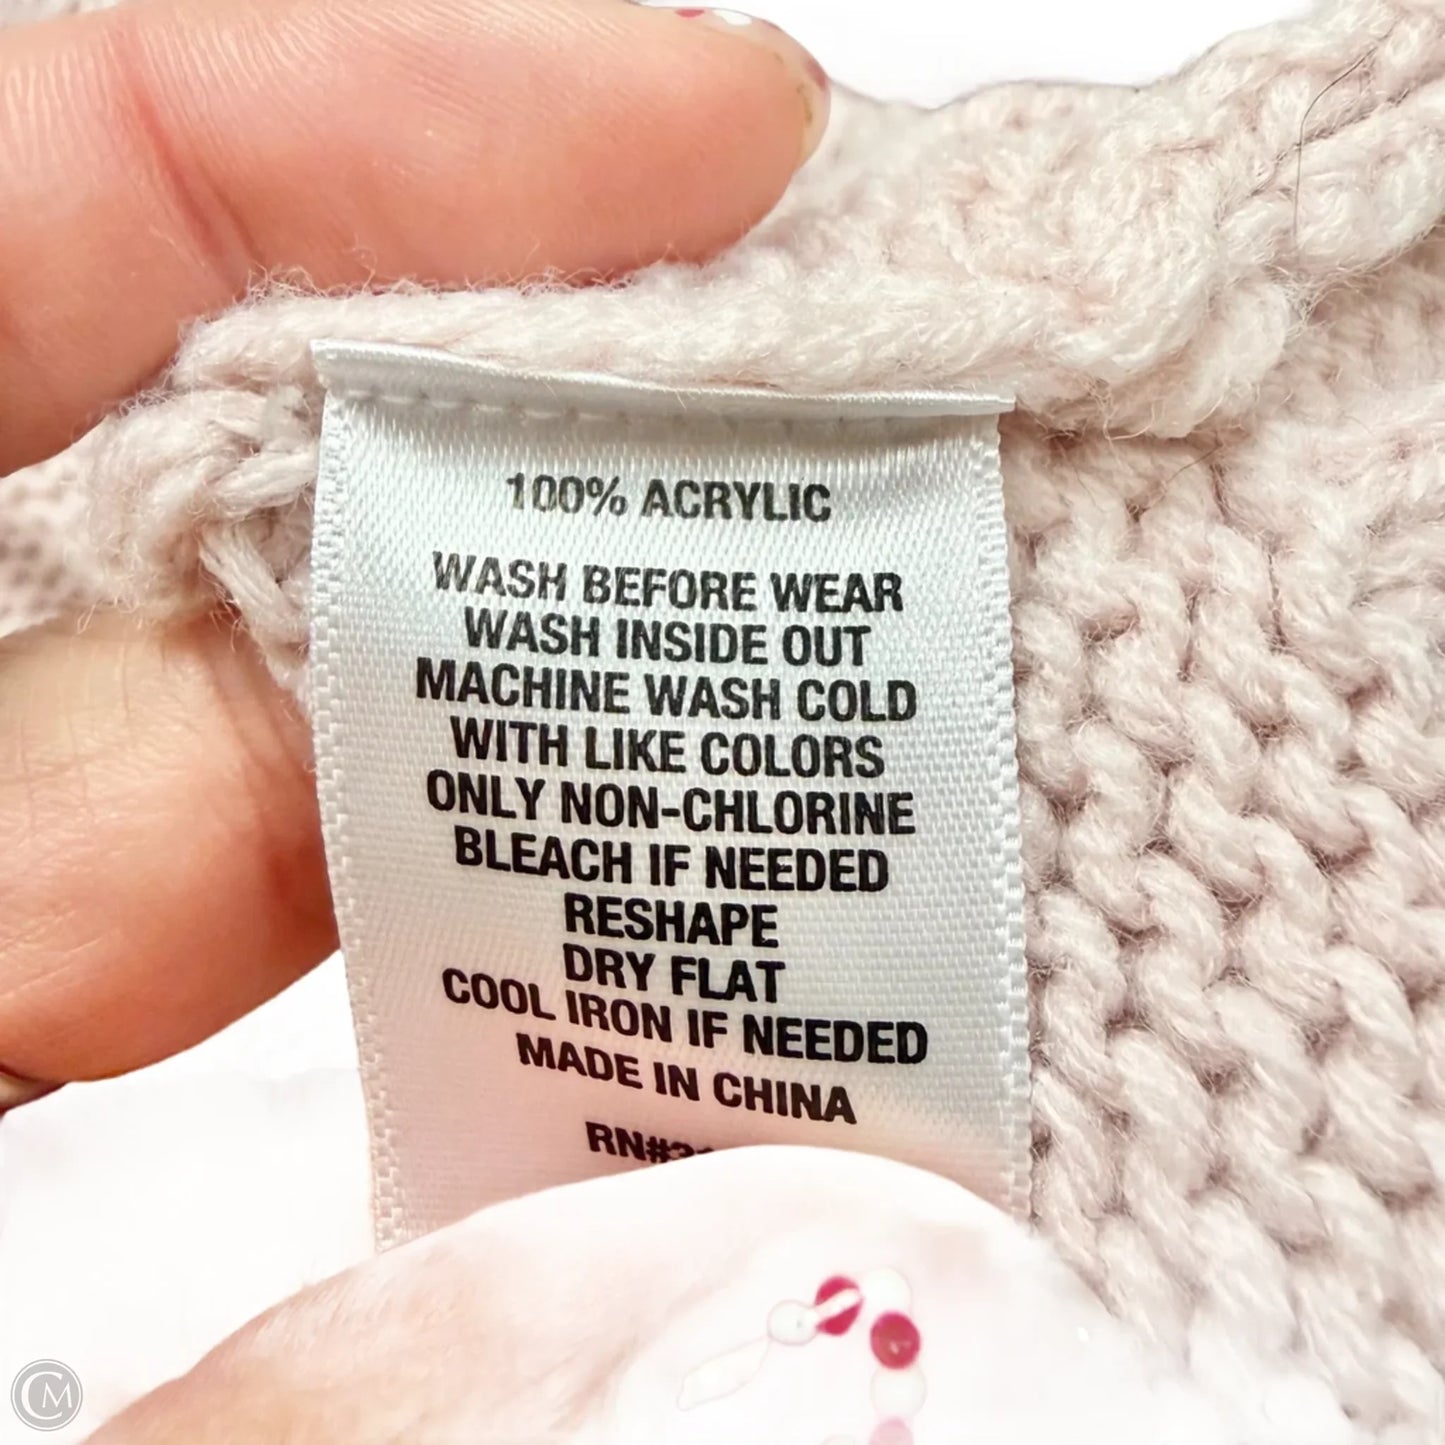 100% ACRYLIC
WASH BEFORE WEAR
WASH INSIDE OUT
MACHINE WASH COLD
WITH LIKE COLORS
ONLY NON-CHLORINE
BLEACH IF NEEDED
RESHAPE
DRY FLAT
COOL IRON IF NEEDED
MADE IN CHINA
CM